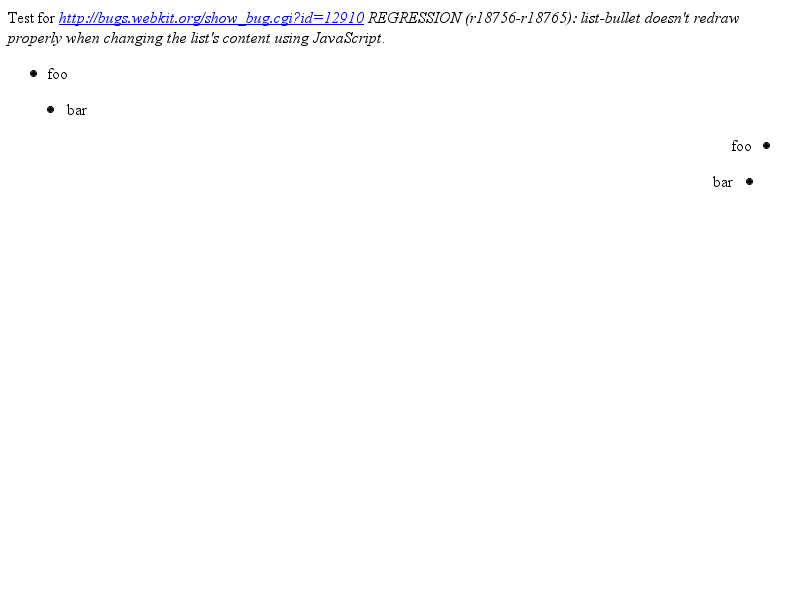 Test for http://bugs.webkit.org/show_bug.cgi?id=12910 REGRESSION (r18756-r18765): list-bullet doesn't redraw
properly when changing the list's content using JavaScript.
• foo
• bar
foo •
bar •